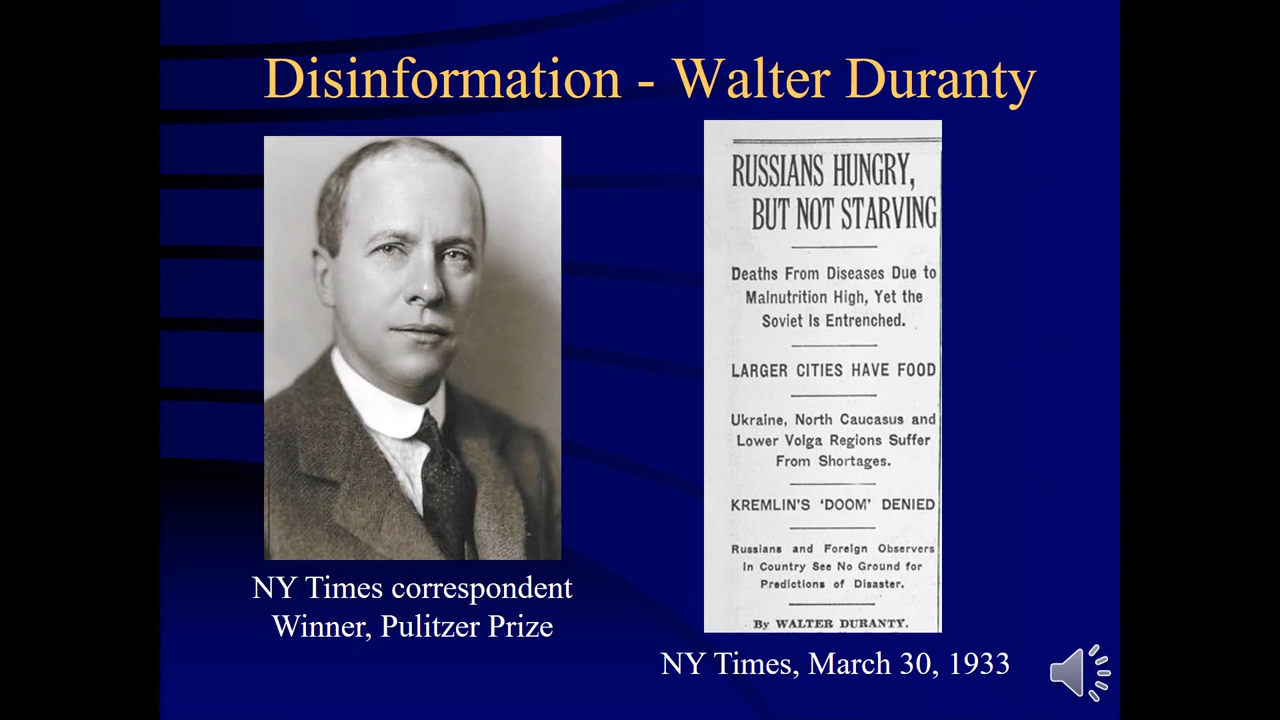 Disinformation - Walter Duranty
NY Times correspondent
Winner, Pulitzer Prize
RUSSIANS HUNGRY,
BUT NOT STARVING
Deaths From Diseases Due to
Malnutrition High, Yet the
Soviet Is Entrenched.
LARGER CITIES HAVE FOOD
Ukraine, North Caucasus and
Lower Volga Regions Suffer
From Shortages.
KREMLIN'S 'DOOM' DENIED
Russians and Foreign Observers
In Country See No Ground for
Predictions of Disaster.
By WALTER DURANTY.
NY Times, March 30, 1933